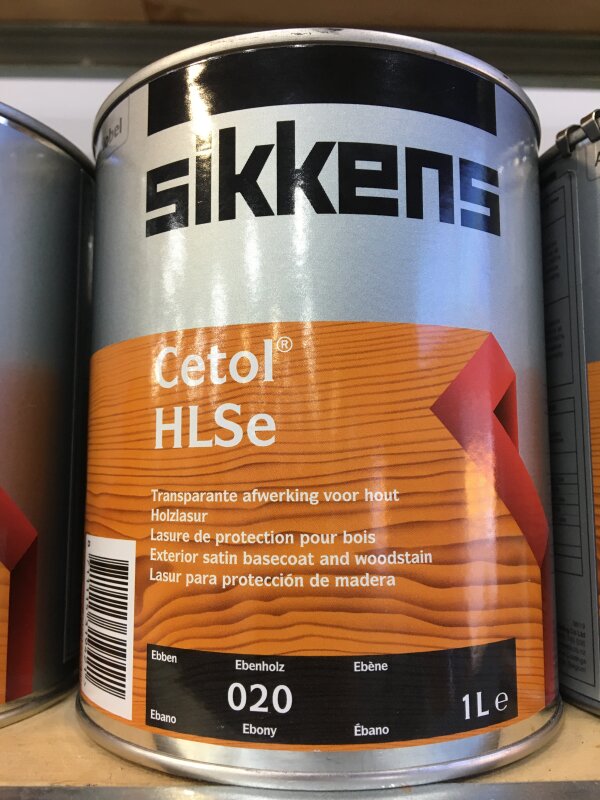 sikkens
Cetol®
HLSe
Transparante afwerking voor hout
Holzlasur
Lasure de protection pour bois
Exterior satin basecoat and woodstain
Lasur para protección de madera
Ebben Ebenholz Ebène
020
1L e
Ebano Ebony Ébano